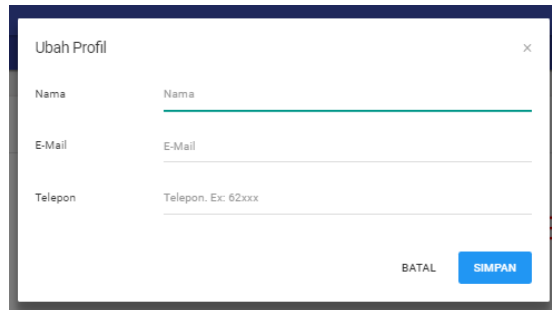 Ubah Profil ×
Nama Nama
E-Mail E-Mail
Telepon Telepon. Ex: 62xxx
BATAL SIMPAN